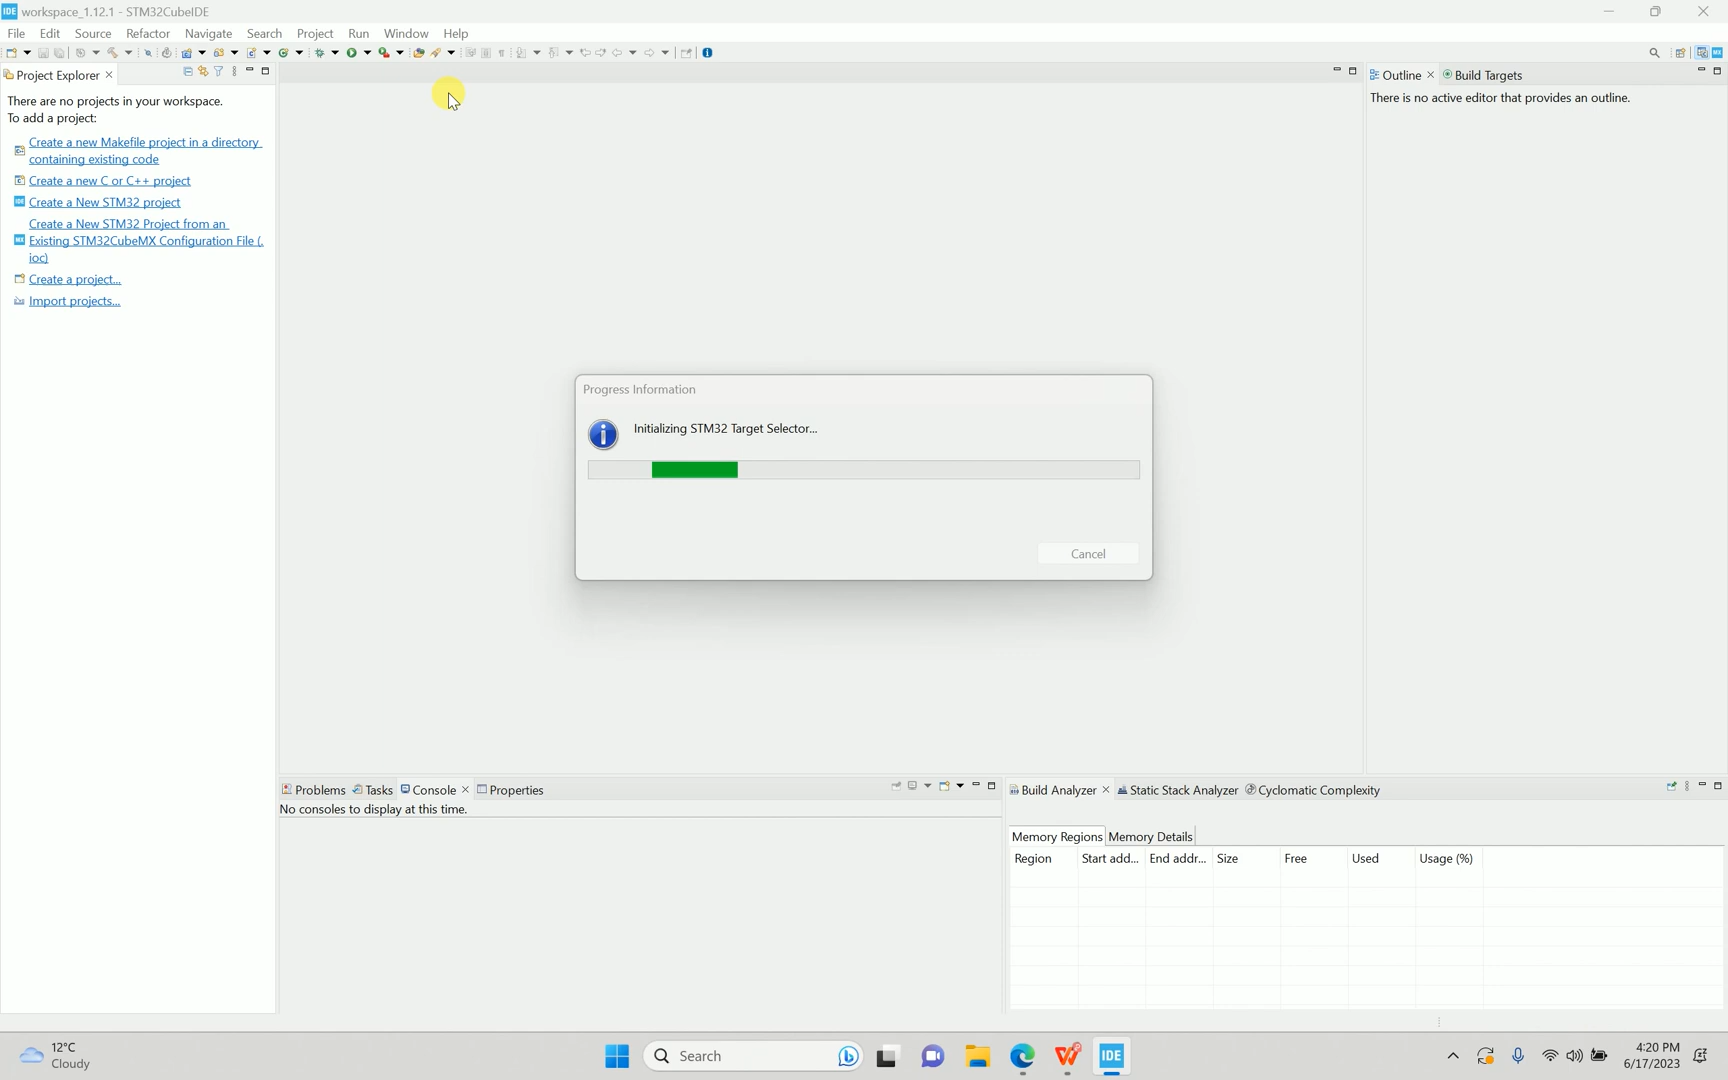 IDE workspace_1.12.1 - STM32CubeIDE
File Edit Source Refactor Navigate Search Project Run Window Help
Project Explorer
There are no projects in your workspace.
To add a project:
Create a new Makefile project in a directory
containing existing code
Create a new C or C++ project
IDE Create a New STM32 project
Create a New STM32 Project from an
MX Existing STM32CubeMX Configuration File (.
ioc)
Create a project...
Import projects...
Outline Build Targets
There is no active editor that provides an outline.
Progress Information
Initializing STM32 Target Selector...
Cancel
Problems Tasks Console Properties
No consoles to display at this time.
Build Analyzer Static Stack Analyzer Cyclomatic Complexity
Memory Regions Memory Details
Region Start add... End addr... Size Free Used Usage (%)
12°C
Cloudy
Search
IDE
4:20 PM
6/17/2023